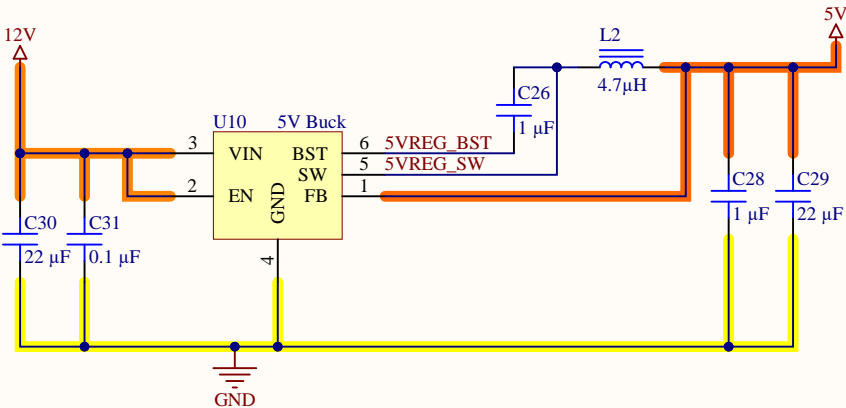 12V
5V
L2
4.7µH
C26
1 µF
U10
5V Buck
3
VIN
BST
6
5VREG_BST
SW
5
5VREG_SW
2
EN
GND
FB
1
4
C30
22 µF
C31
0.1 µF
C28
1 µF
C29
22 µF
GND